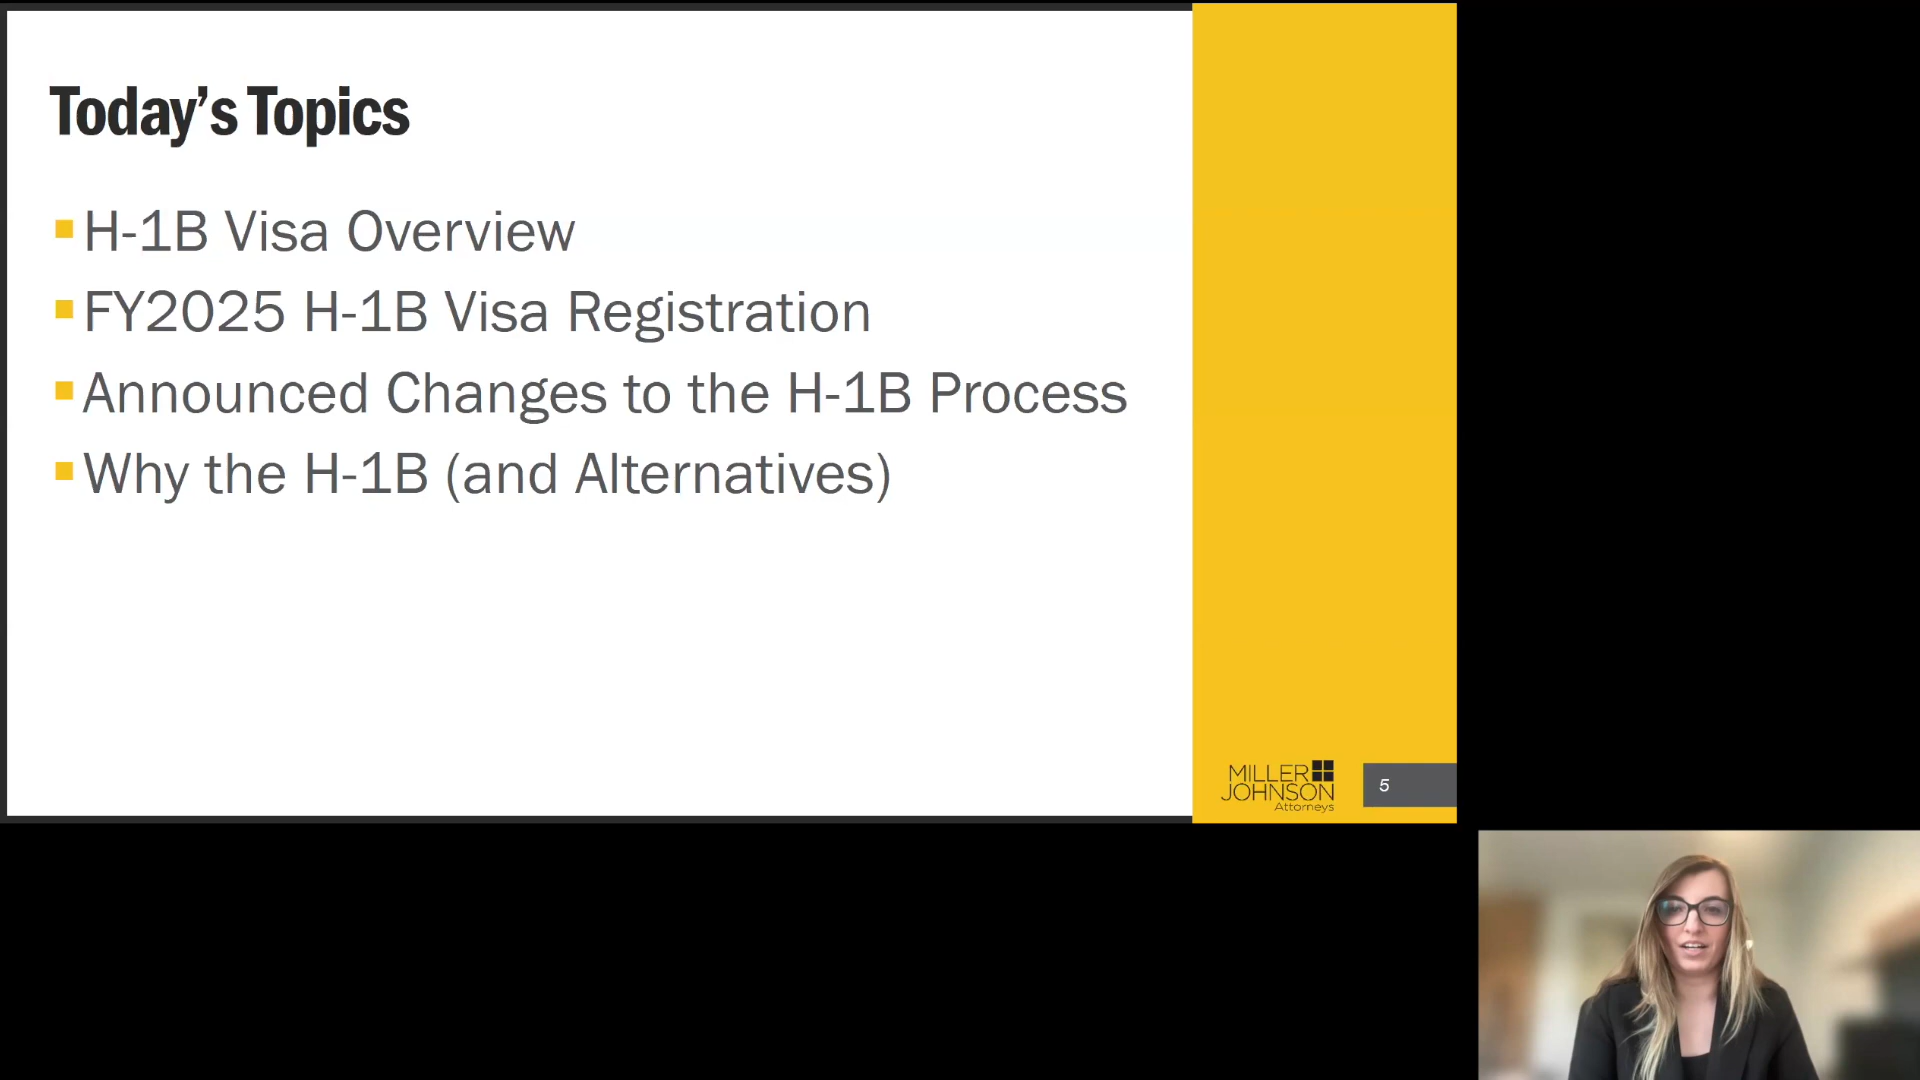 Today’s Topics
H-1B Visa Overview
FY2025 H-1B Visa Registration
Announced Changes to the H-1B Process
Why the H-1B (and Alternatives)
MILLER
JOHNSON
Attorneys
5